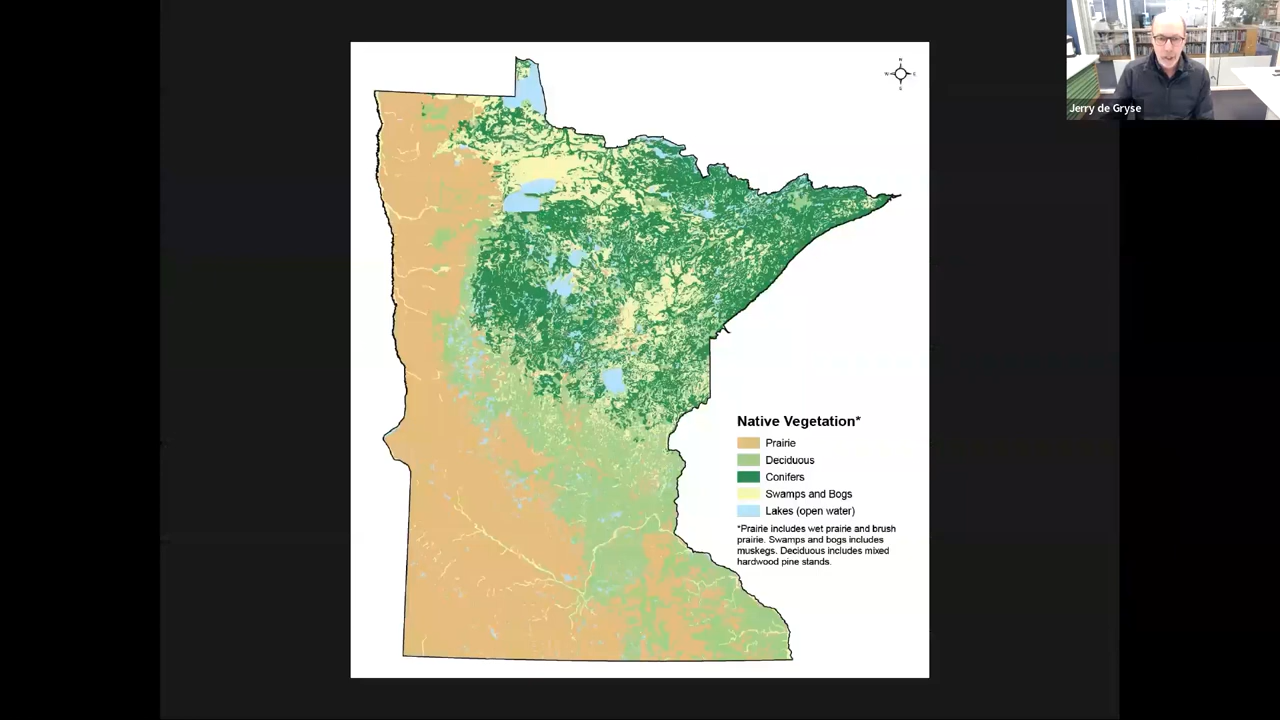 Jerry de Gryse
N
W E
S
Native Vegetation*
Prairie
Deciduous
Conifers
Swamps and Bogs
Lakes (open water)
*Prairie includes wet prairie and brush
prairie. Swamps and bogs includes
muskegs. Deciduous includes mixed
hardwood pine stands.